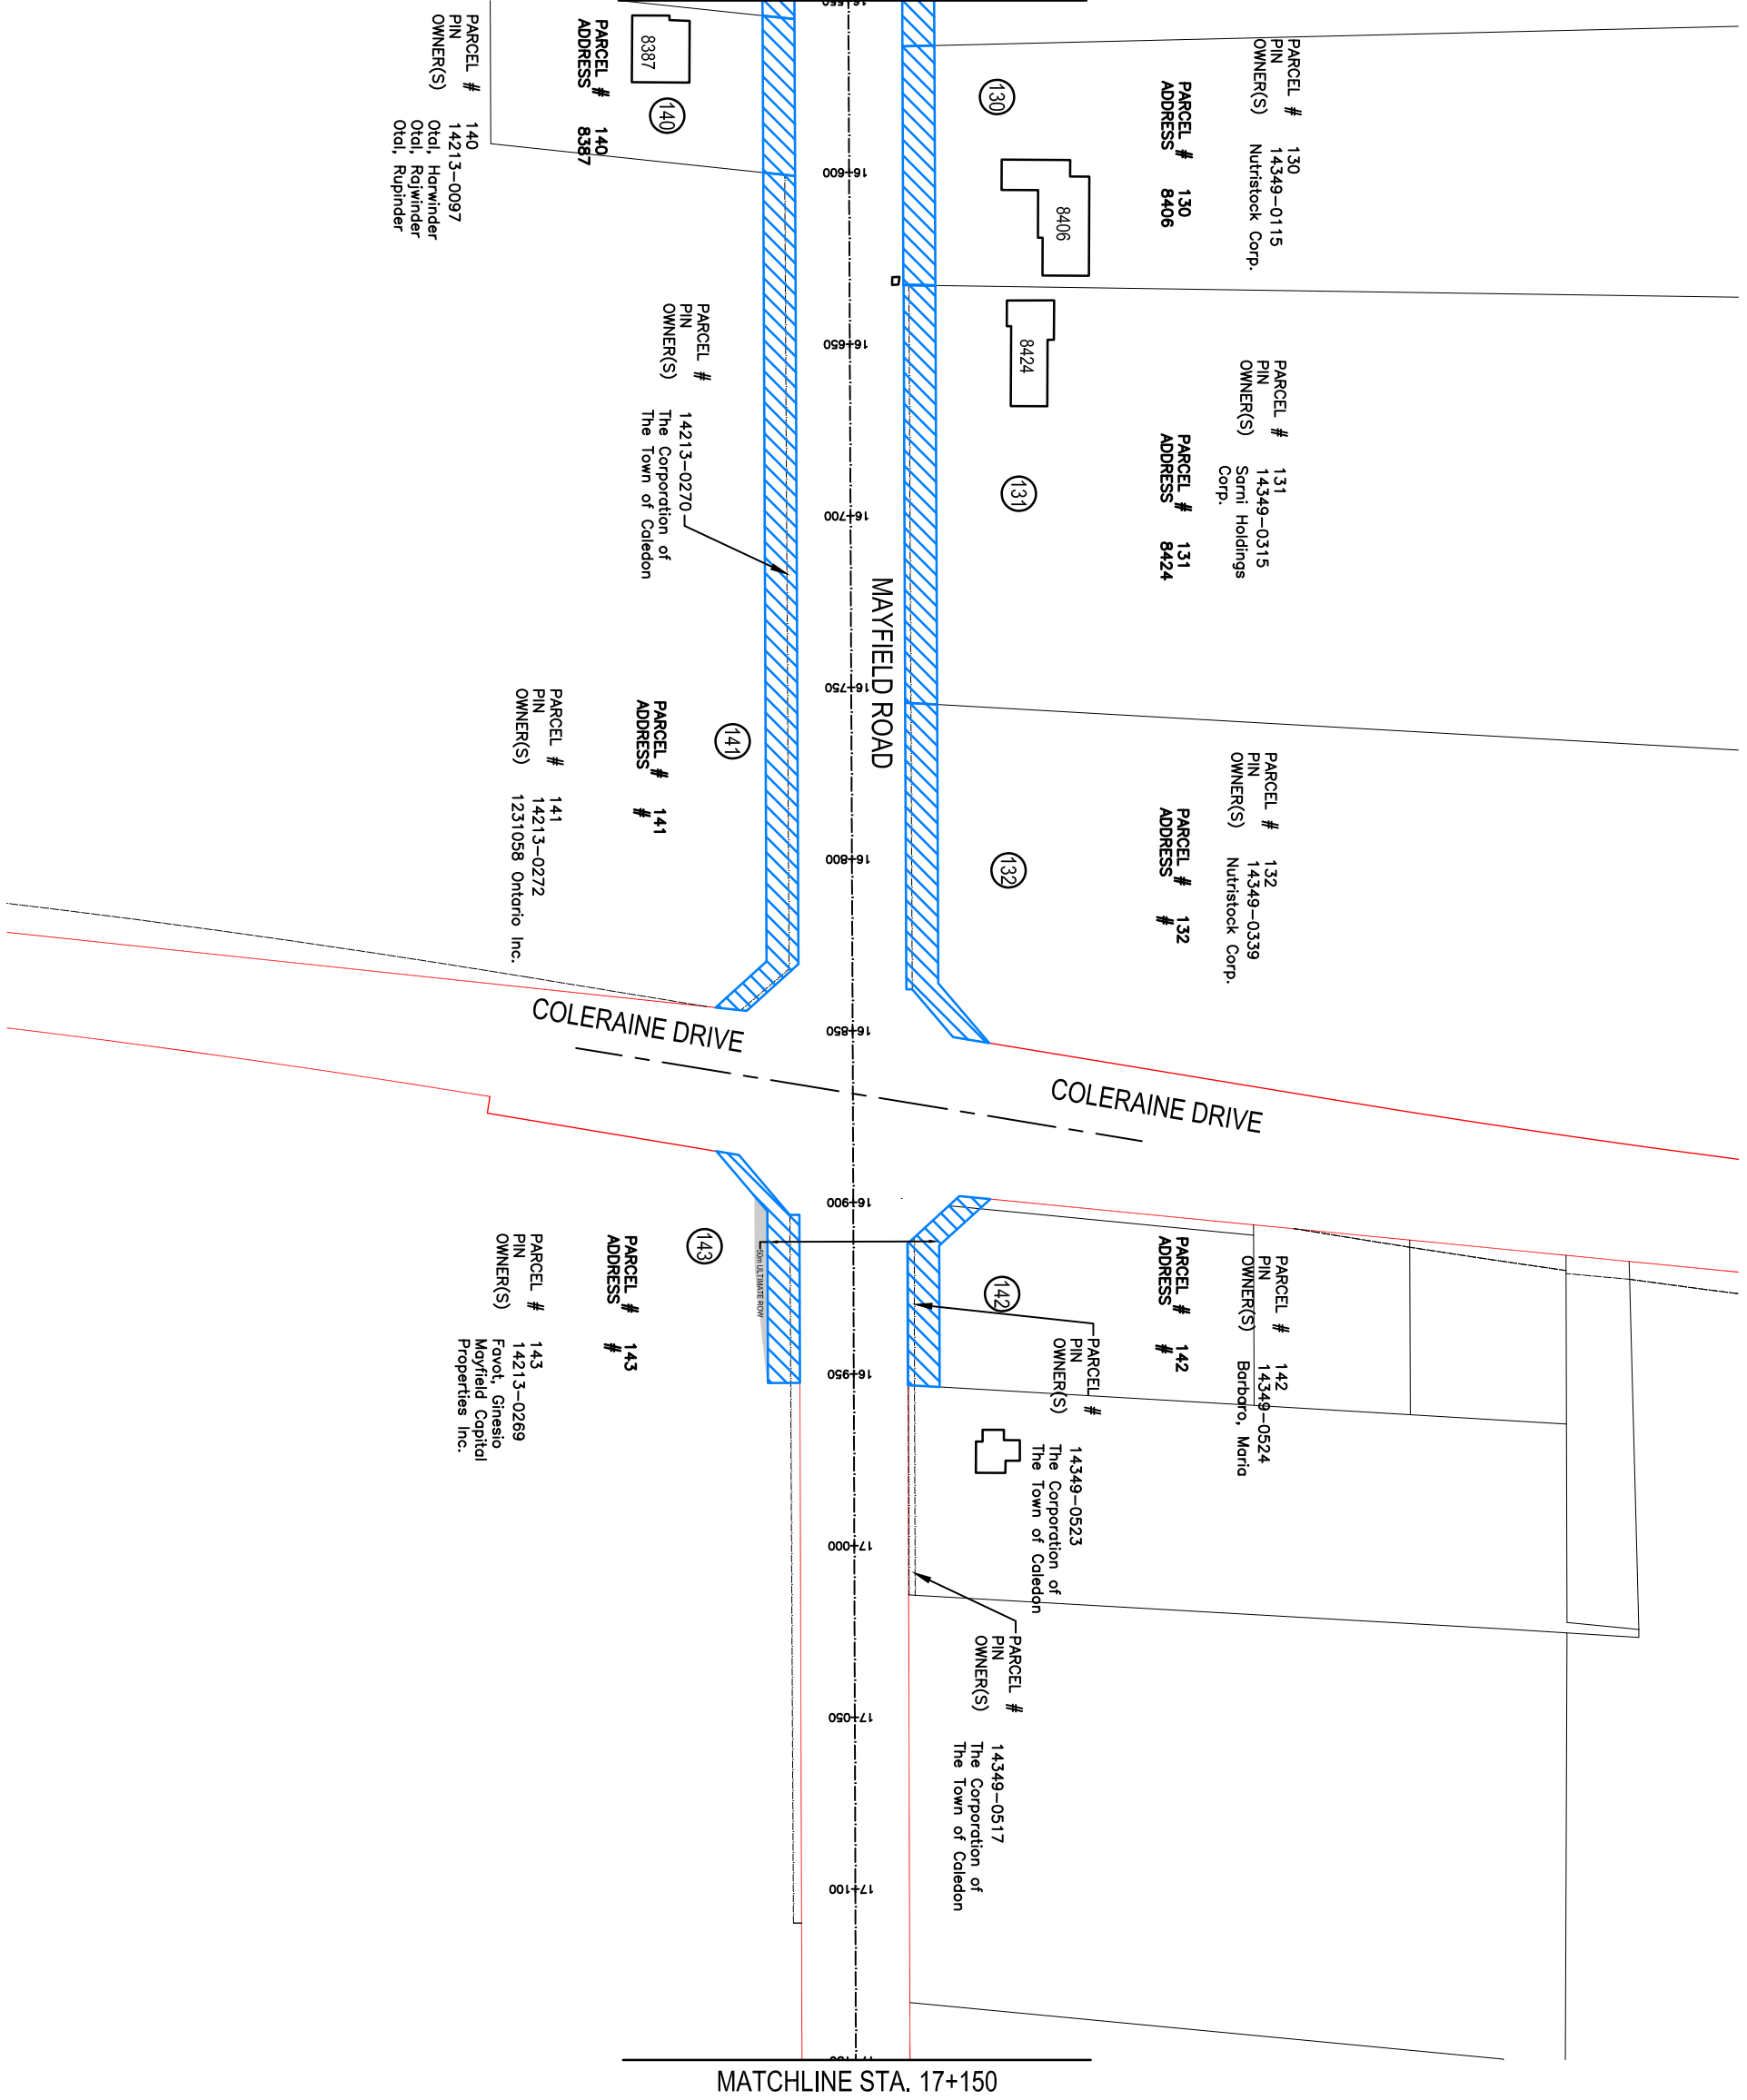 PARCEL # 130
PIN 14349-0115
OWNER(S) Nutristock Corp.
PARCEL # 130
ADDRESS 8406
130
8406
PARCEL # 131
PIN 14349-0315
OWNER(S) Sarni Holdings
Corp.
PARCEL # 131
ADDRESS 8424
131
8424
PARCEL # 132
PIN 14349-0339
OWNER(S) Nutristock Corp.
PARCEL # 132
ADDRESS #
132
PARCEL # 142
PIN 14349-0524
OWNER(S) Barbaro, Maria
PARCEL # 142
ADDRESS #
142
PARCEL #
PIN 14349-0523
OWNER(S) The Corporation of
The Town of Caledon
PARCEL #
PIN 14349-0517
OWNER(S) The Corporation of
The Town of Caledon
COLERAINE DRIVE
MAYFIELD ROAD
16+550
16+600
16+650
16+700
16+750
16+800
16+850
16+900
16+950
17+000
17+050
17+100
COLERAINE DRIVE
8387
140
PARCEL # 140
ADDRESS 8387
PARCEL # 140
PIN 14213-0097
OWNER(S) Otal, Harwinder
Otal, Rajwinder
Otal, Rupinder
PARCEL #
PIN 14213-0270
OWNER(S) The Corporation of
The Town of Caledon
141
PARCEL # 141
ADDRESS #
PARCEL # 141
PIN 14213-0272
OWNER(S) 1231058 Ontario Inc.
50m ULTIMATE ROW
143
PARCEL # 143
ADDRESS #
PARCEL # 143
PIN 14213-0269
OWNER(S) Favot, Ginesio
Mayfield Capital
Properties Inc.
MATCHLINE STA. 17+150